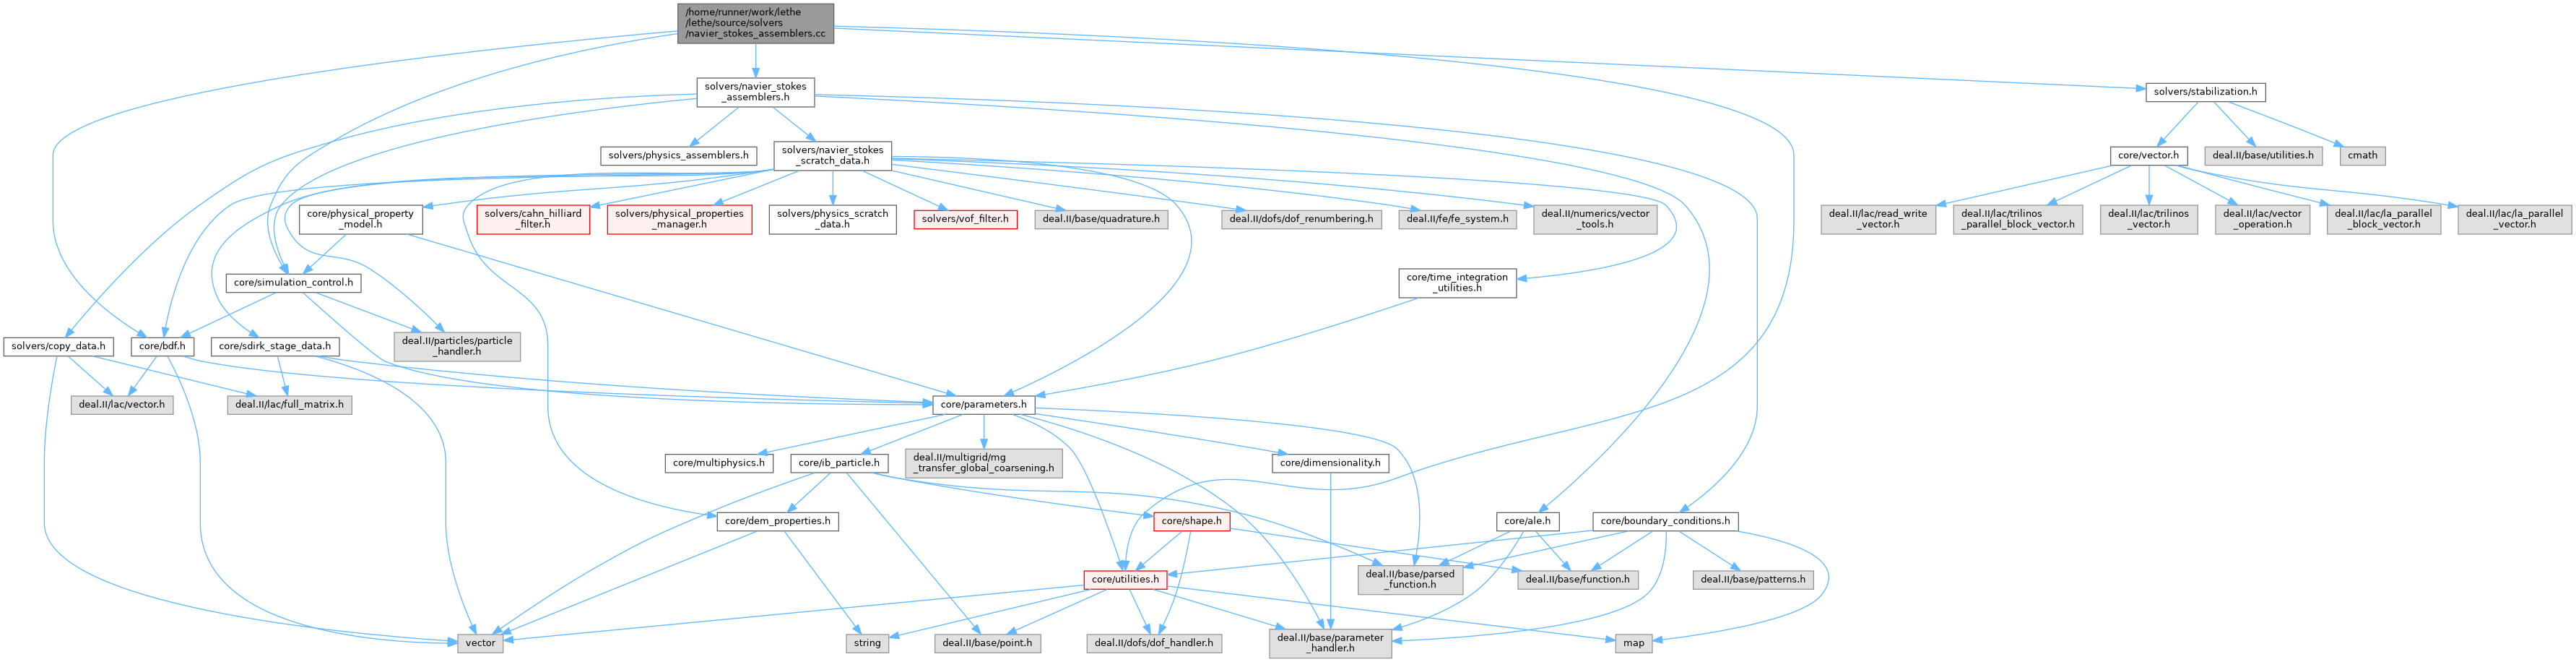 /home/runner/work/lethe
/lethe/source/solvers
/navier_stokes_assemblers.cc
solvers/navier_stokes
_assemblers.h
solvers/stabilization.h
solvers/physics_assemblers.h
solvers/navier_stokes
_scratch_data.h
core/vector.h
deal.II/base/utilities.h
cmath
core/physical_property
_model.h
solvers/cahn_hilliard
_filter.h
solvers/physical_properties
_manager.h
solvers/physics_scratch
_data.h
solvers/vof_filter.h
deal.II/base/quadrature.h
deal.II/dofs/dof_renumbering.h
deal.II/fe/fe_system.h
deal.II/numerics/vector
_tools.h
deal.II/lac/read_write
_vector.h
deal.II/lac/trilinos
_parallel_block_vector.h
deal.II/lac/trilinos
_vector.h
deal.II/lac/vector
_operation.h
deal.II/lac/la_parallel
_block_vector.h
deal.II/lac/la_parallel
_vector.h
core/simulation_control.h
core/time_integration
_utilities.h
solvers/copy_data.h
core/bdf.h
core/sdirk_stage_data.h
deal.II/particles/particle
_handler.h
deal.II/lac/vector.h
deal.II/lac/full_matrix.h
core/parameters.h
core/multiphysics.h
core/ib_particle.h
deal.II/multigrid/mg
_transfer_global_coarsening.h
core/dimensionality.h
core/dem_properties.h
core/shape.h
core/ale.h
core/boundary_conditions.h
core/utilities.h
deal.II/base/parsed
_function.h
deal.II/base/function.h
deal.II/base/patterns.h
vector
string
deal.II/base/point.h
deal.II/dofs/dof_handler.h
deal.II/base/parameter
_handler.h
map